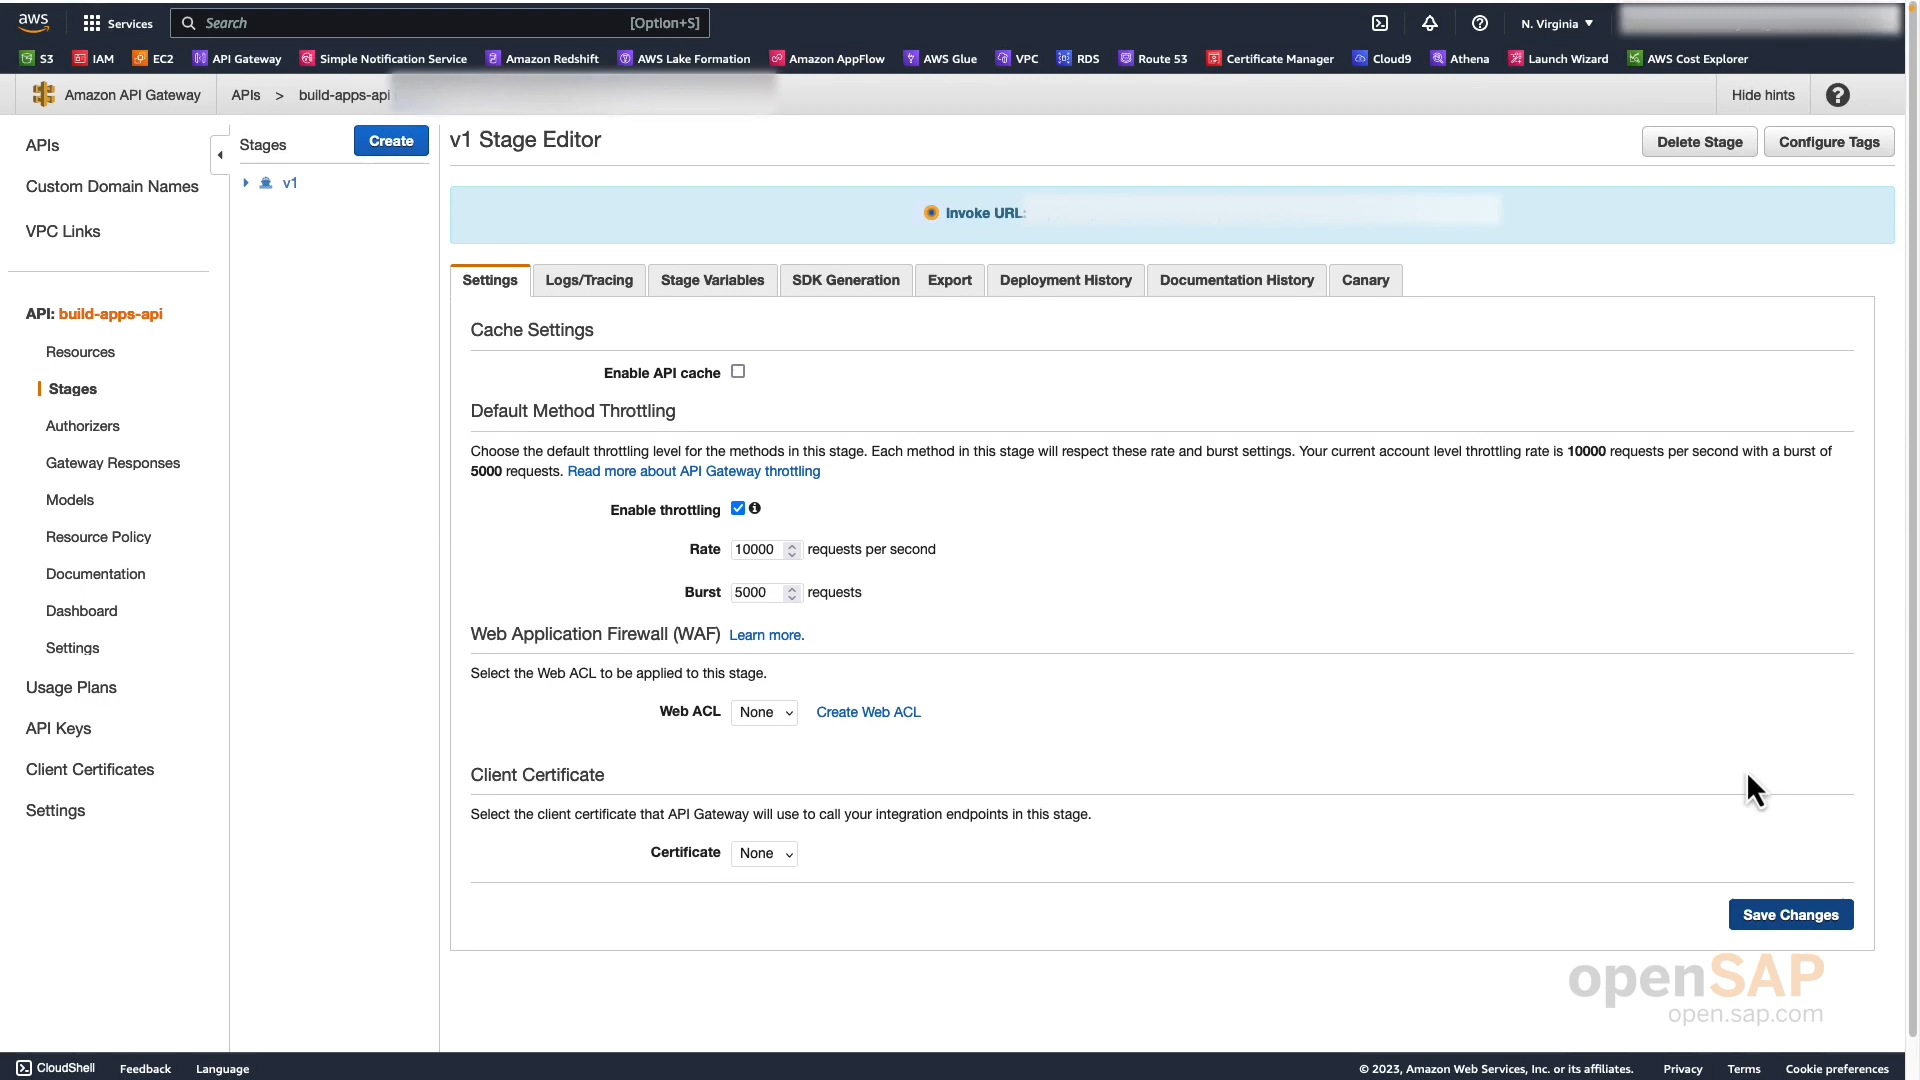 aws Services Search [Option+S] N. Virginia
S3 IAM EC2 API Gateway Simple Notification Service Amazon Redshift AWS Lake Formation Amazon AppFlow AWS Glue VPC RDS Route 53 Certificate Manager Cloud9 Athena Launch Wizard AWS Cost Explorer
Amazon API Gateway APIs > build-apps-api Hide hints
APIs
Custom Domain Names
VPC Links
API: build-apps-api
Resources
Stages
Authorizers
Gateway Responses
Models
Resource Policy
Documentation
Dashboard
Settings
Usage Plans
API Keys
Client Certificates
Settings
Stages Create
v1
v1 Stage Editor Delete Stage Configure Tags
Invoke URL:
Settings Logs/Tracing Stage Variables SDK Generation Export Deployment History Documentation History Canary
Cache Settings
Enable API cache
Default Method Throttling
Choose the default throttling level for the methods in this stage. Each method in this stage will respect these rate and burst settings. Your current account level throttling rate is 10000 requests per second with a burst of
5000 requests. Read more about API Gateway throttling
Enable throttling
Rate 10000 requests per second
Burst 5000 requests
Web Application Firewall (WAF) Learn more.
Select the Web ACL to be applied to this stage.
Web ACL None Create Web ACL
Client Certificate
Select the client certificate that API Gateway will use to call your integration endpoints in this stage.
Certificate None
Save Changes
openSAP
open.sap.com
CloudShell Feedback Language © 2023, Amazon Web Services, Inc. or its affiliates. Privacy Terms Cookie preferences